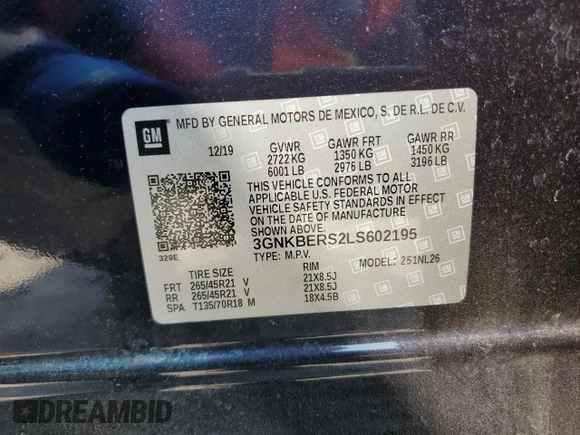 GM
MFD BY GENERAL MOTORS DE MEXICO, S. DE R.L. DE C.V.
12/19 GVWR GAWR FRT GAWR RR
2722 KG 1350 KG 1450 KG
6001 LB 2976 LB 3196 LB
THIS VEHICLE CONFORMS TO ALL APPLICABLE
U.S. FEDERAL MOTOR
VEHICLE SAFETY STANDARDS IN EFFECT
ON THE DATE OF MANUFACTURE
SHOWN ABOVE.
328E 3GNKBERS2LS602195
TYPE: M.P.V. MODEL: 251NL26
TIRE SIZE RIM
FRT 265/45R21 V 21X8.5J
RR 265/45R21 V 21X8.5J
SPA T135/70R18 M 18X4.5B
DREAMBID